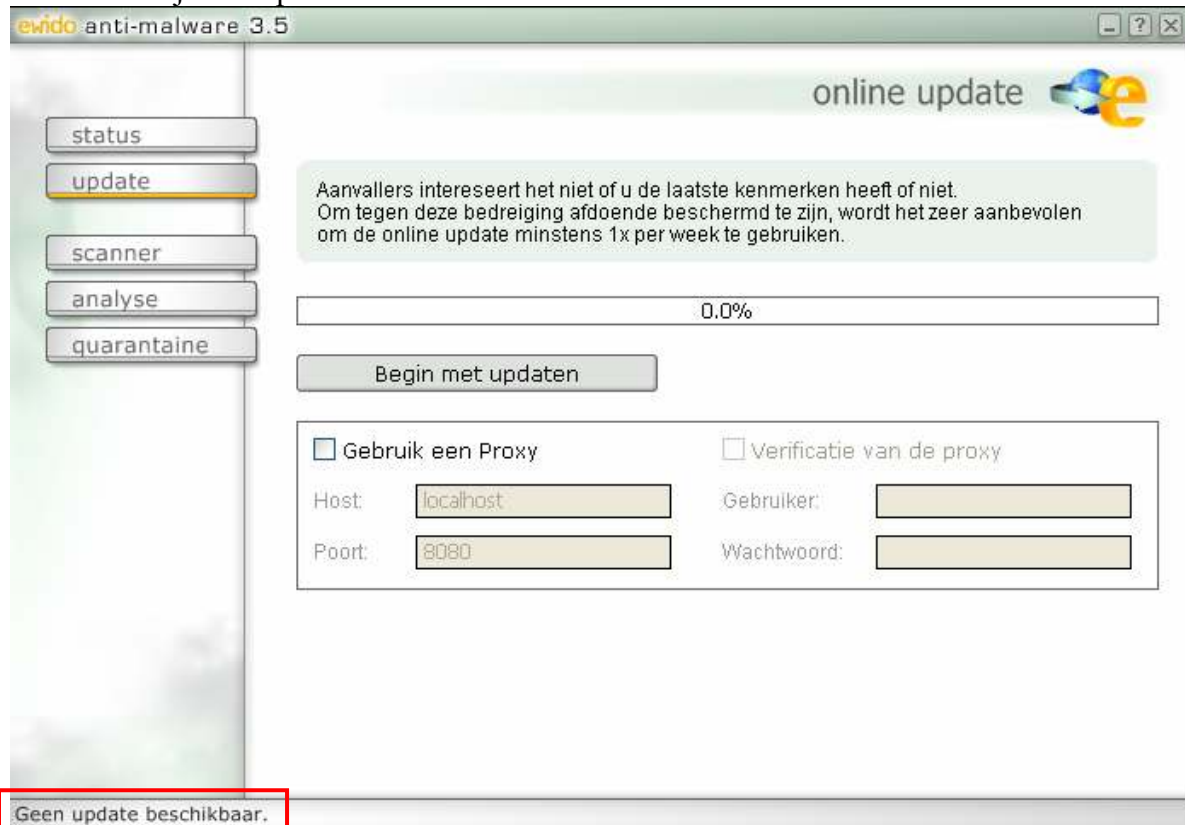 ewido anti-malware 3.5
online update
status
update
scanner
analyse
quarantaine
Aanvallers intereseert het niet of u de laatste kenmerken heeft of niet.
Om tegen deze bedreiging afdoende beschermd te zijn, wordt het zeer aanbevolen
om de online update minstens 1x per week te gebruiken.
0.0%
Begin met updaten
Gebruik een Proxy
Verificatie van de proxy
Host: localhost
Gebruiker:
Poort: 8080
Wachtwoord:
Geen update beschikbaar.